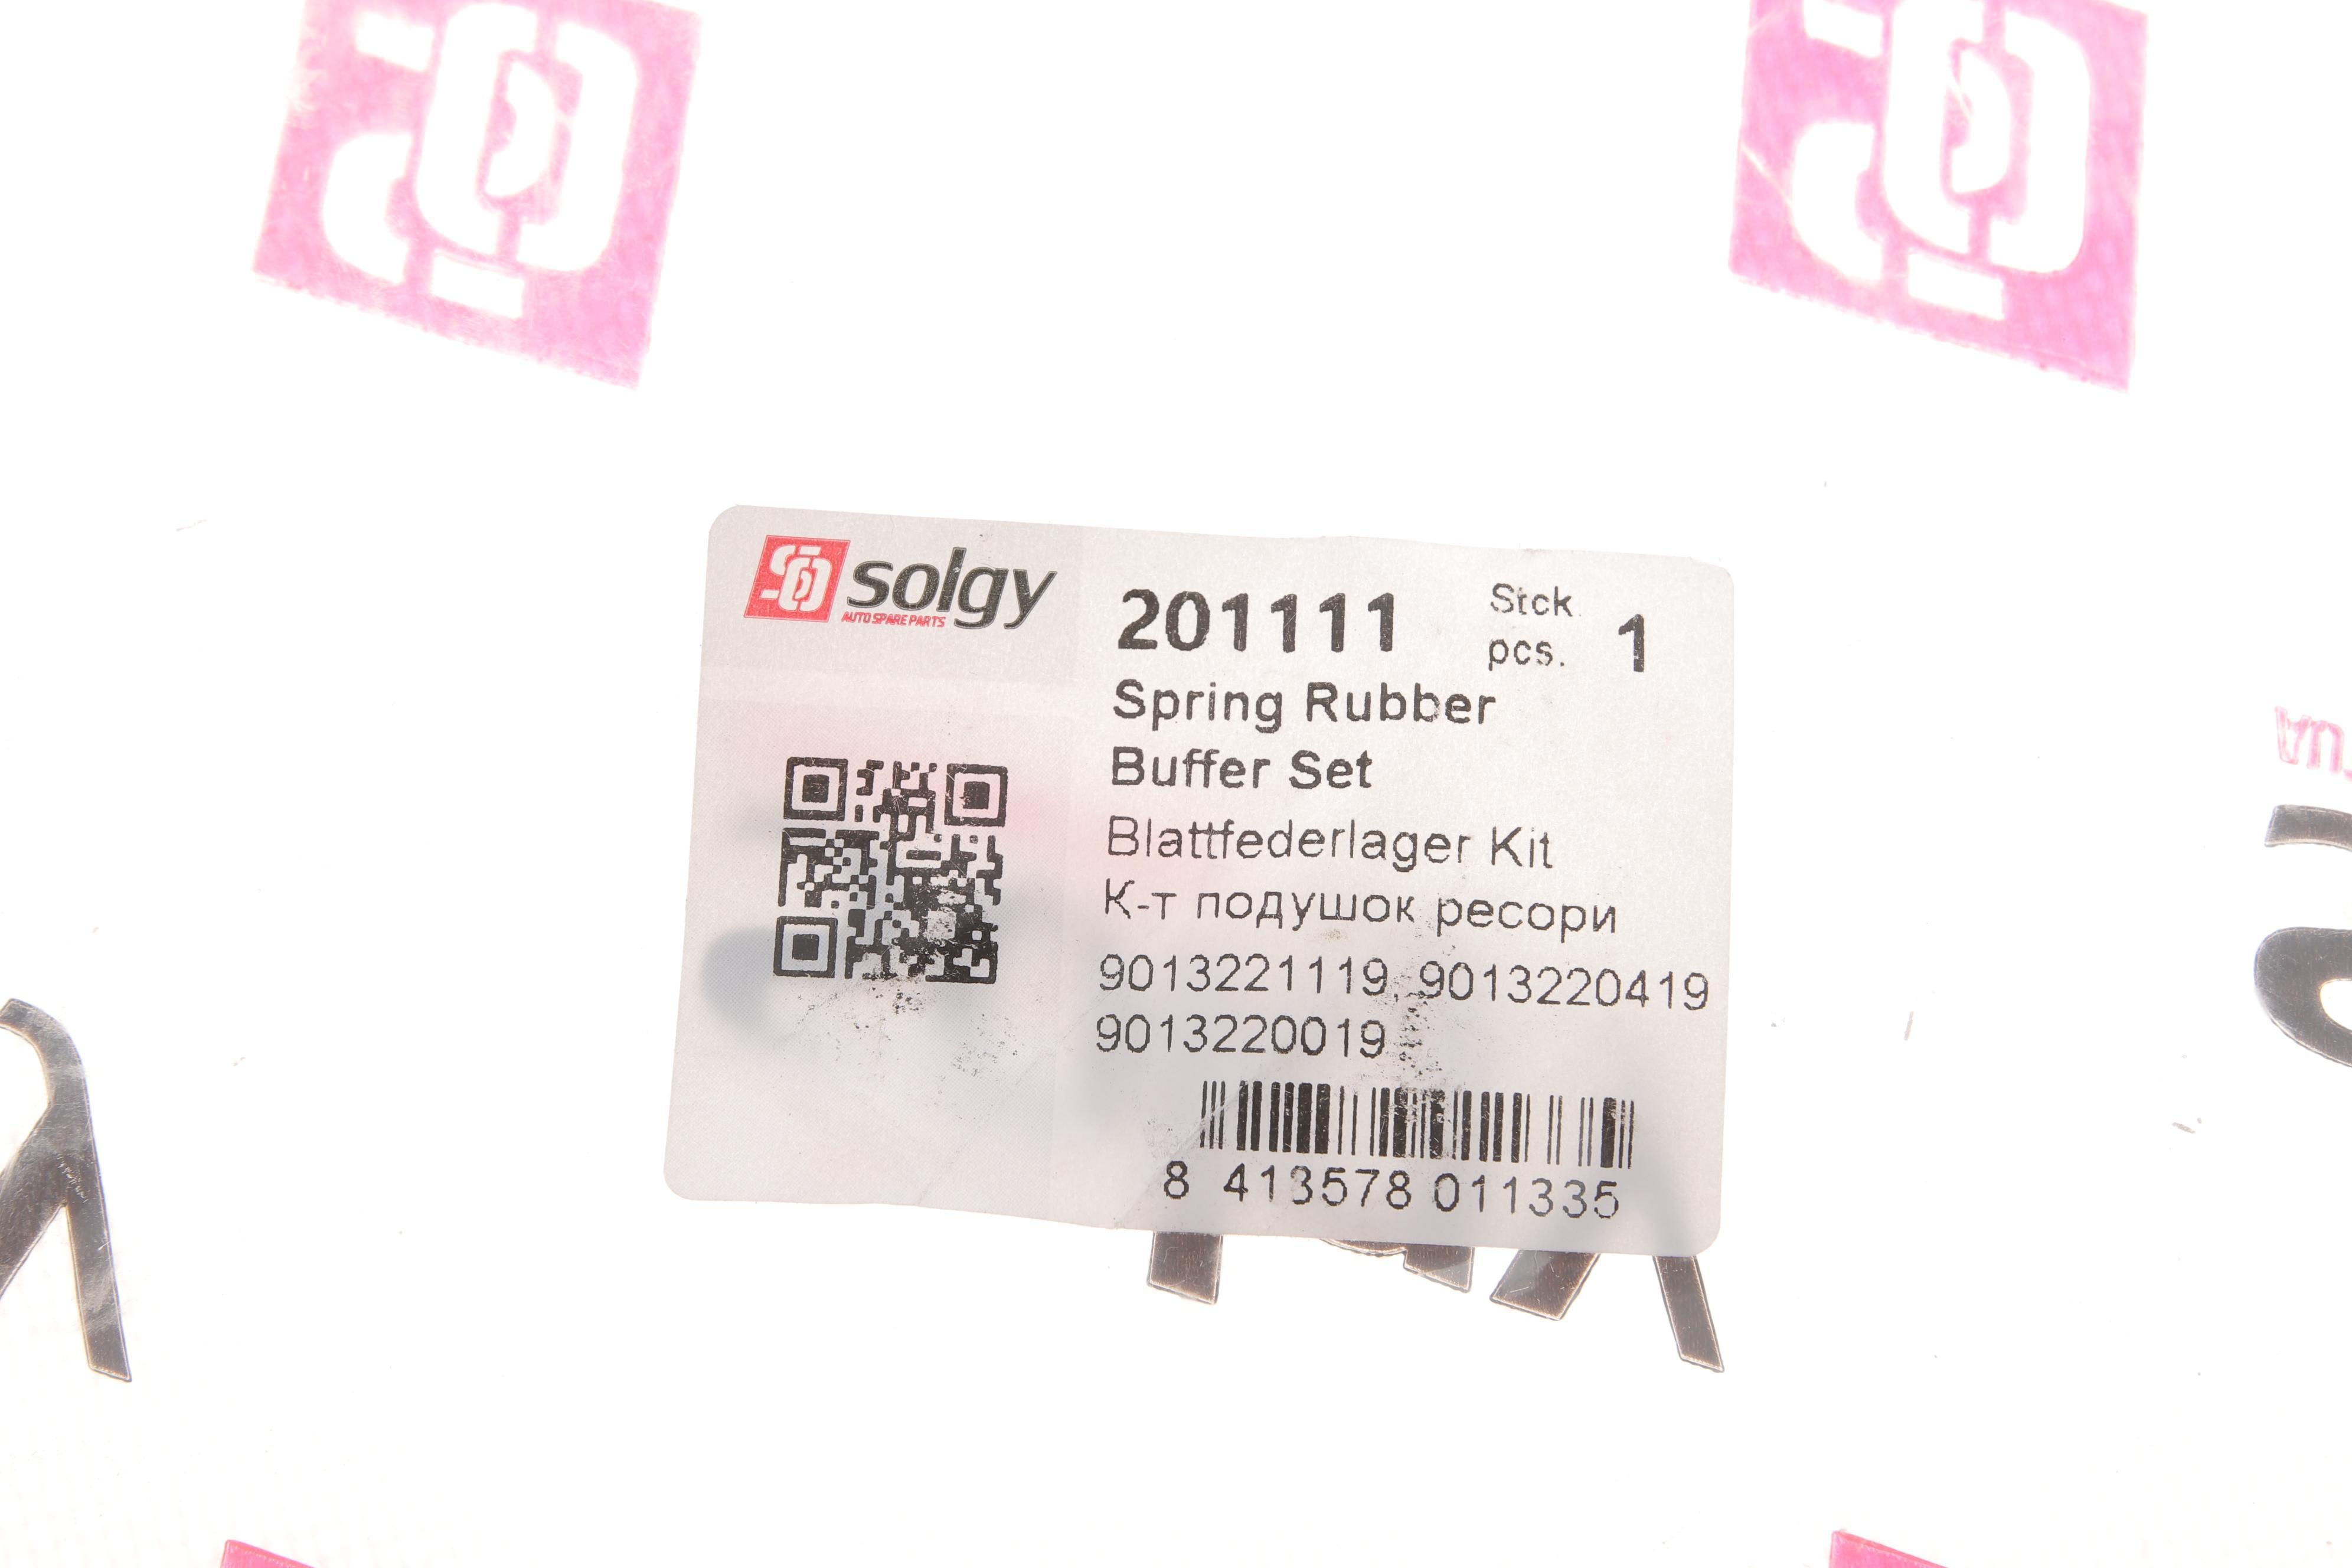 solgy
AUTO SPARE PARTS
201111
Stck.
pcs. 1
Spring Rubber
Buffer Set
Blattfederlager Kit
К-т подушок ресори
9013221119, 9013220419
9013220019
8 413578 011335